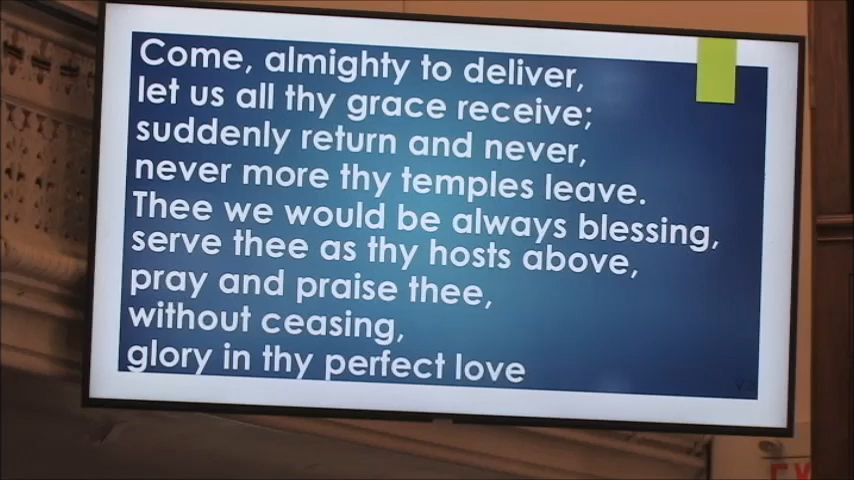 Come, almighty to deliver,
let us all thy grace receive;
suddenly return and never,
never more thy temples leave.
Thee we would be always blessing,
serve thee as thy hosts above,
pray and praise thee,
without ceasing,
glory in thy perfect love